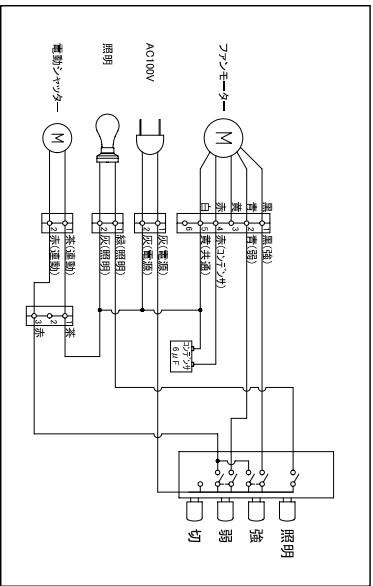 ファンモーター
M
黒
青
黄
赤
白
1 黒(強)
2 青(弱)
3
4 赤(コンデンサ)
5 黄(共通)
6
コンデンサ
6μF
AC100V
1 灰(電源)
2 灰(電源)
照明
1 緑(照明)
2 灰(照明)
電動シャッター
M
1 茶(連動)
2 赤(連動)
1 茶
2
3 赤
照明
強
弱
切